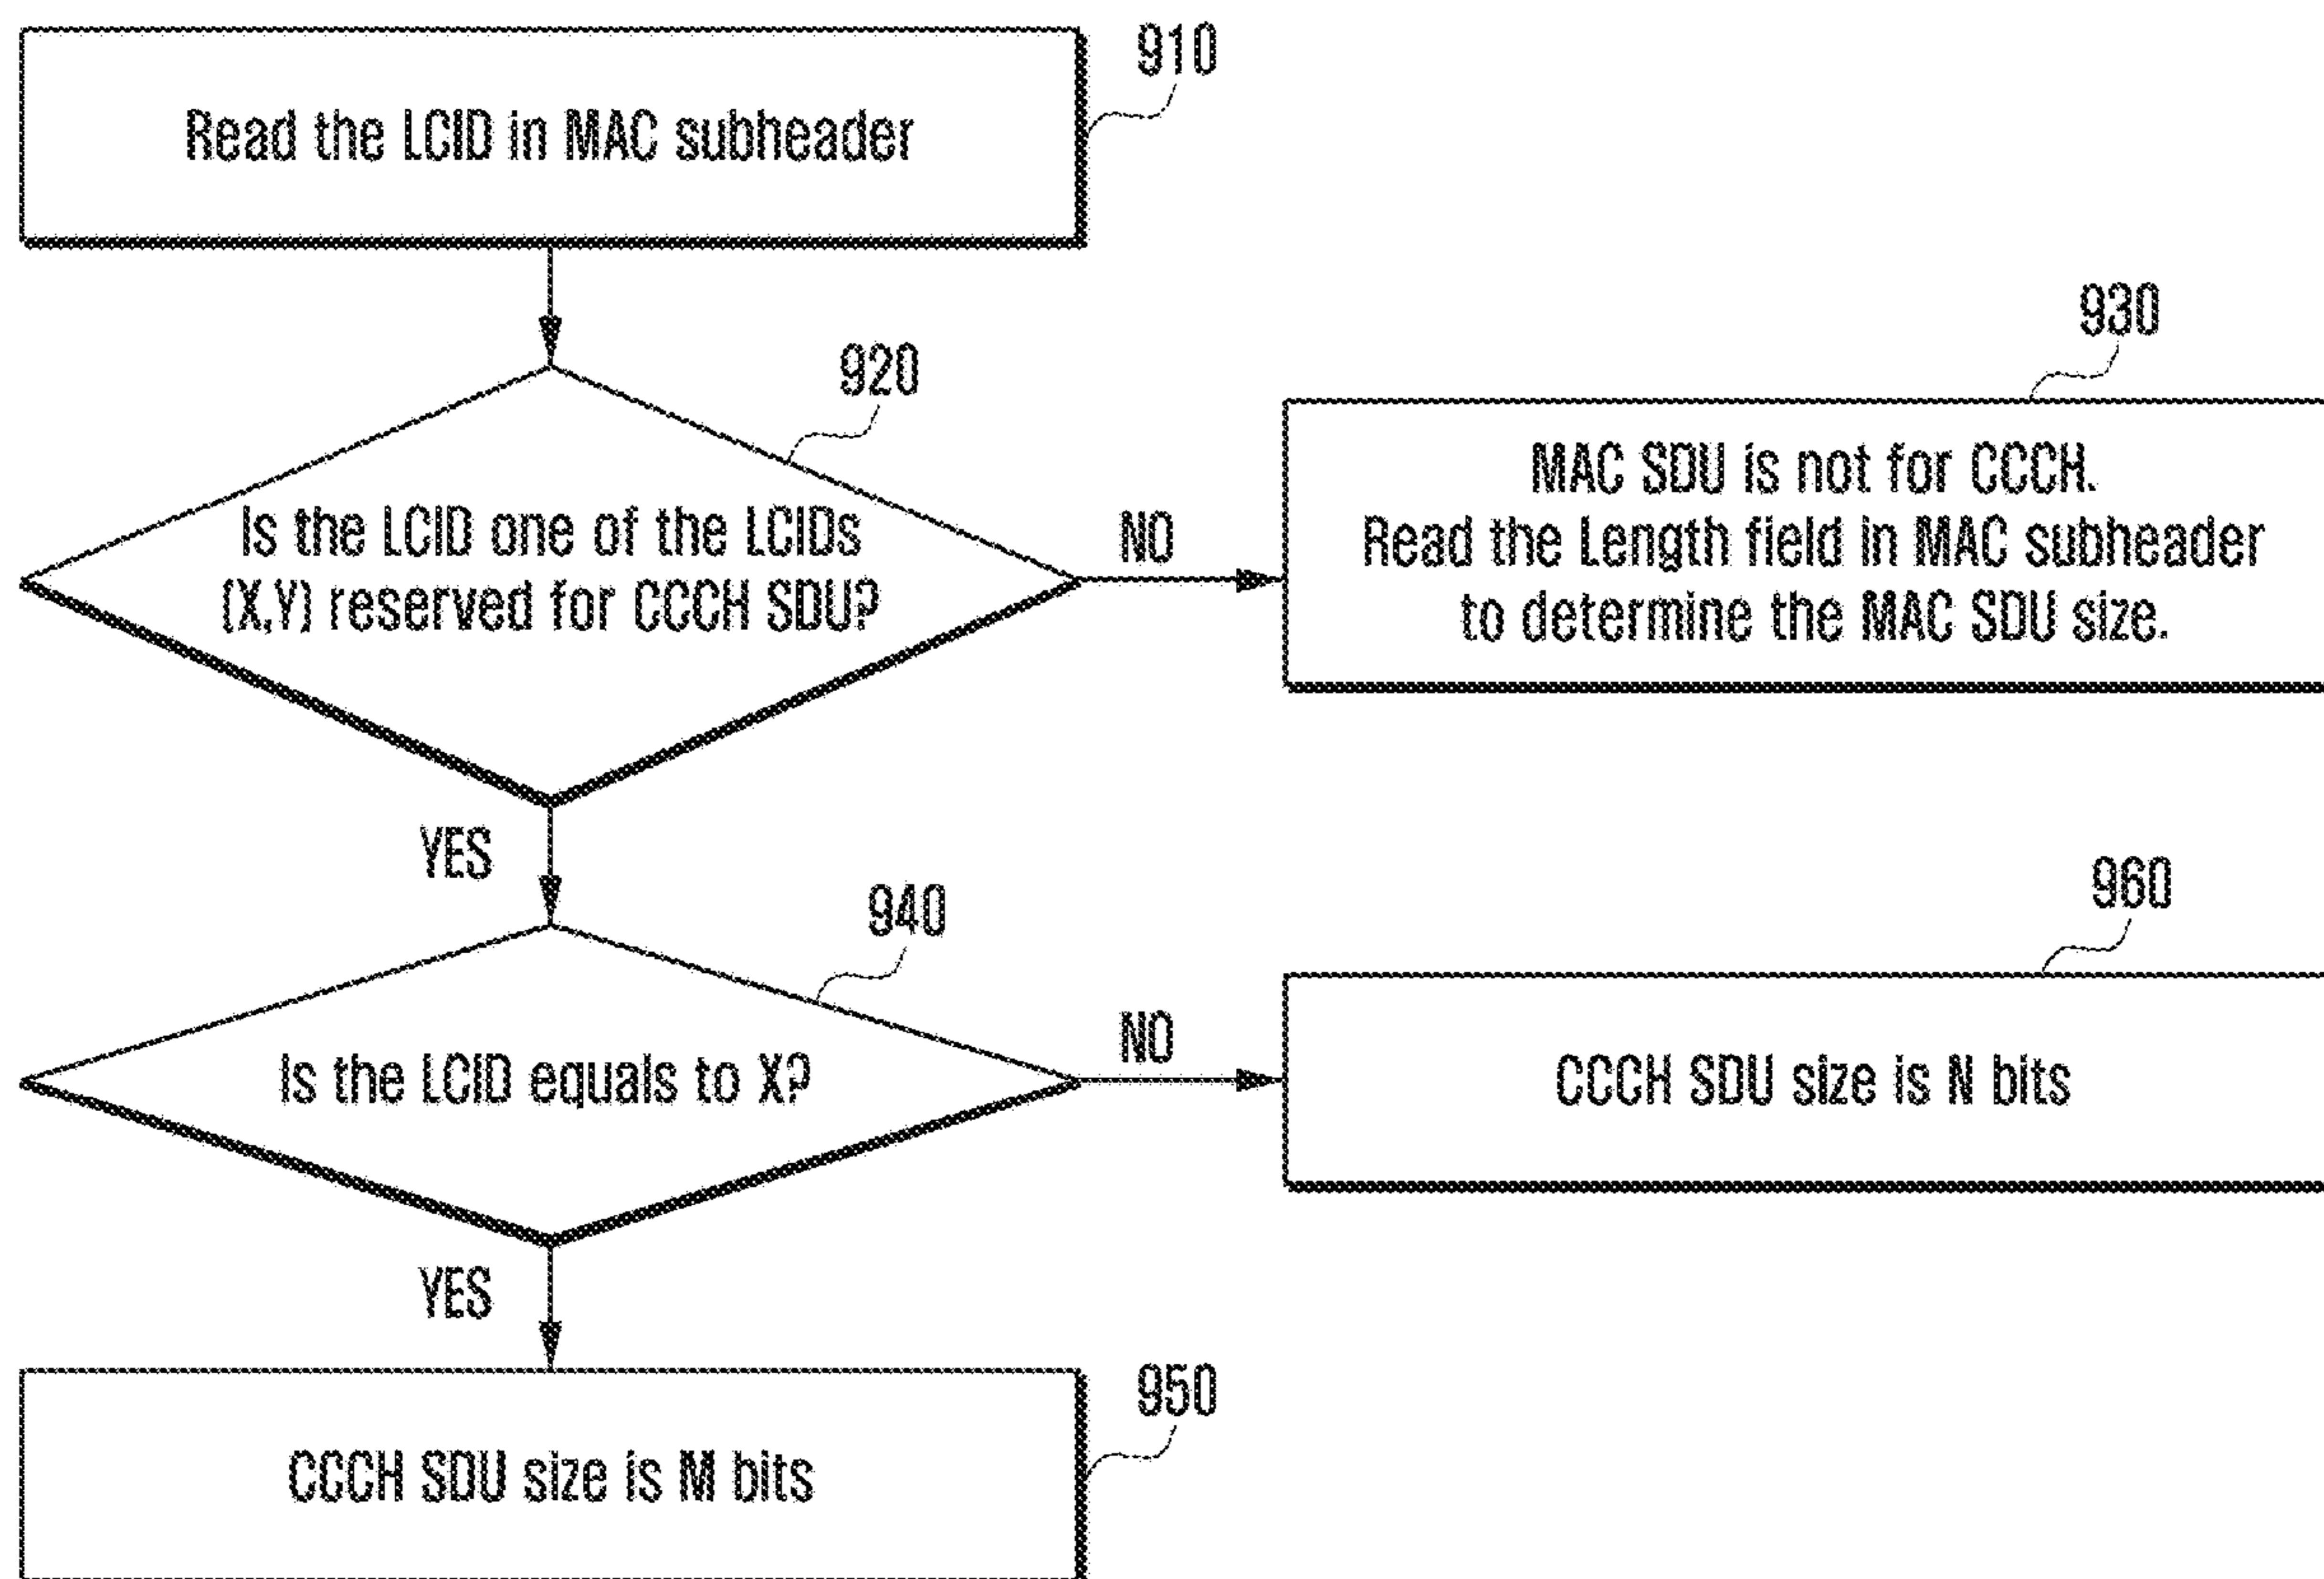 910
Read the LCID in MAC subheader
920
Is the LCID one of the LCIDs
(X,Y) reserved for CCCH SDU?
NO
930
MAC SDU is not for CCCH.
Read the Length field in MAC subheader
to determine the MAC SDU size.
YES
940
Is the LCID equals to X?
NO
960
CCCH SDU size is N bits
YES
950
CCCH SDU size is M bits